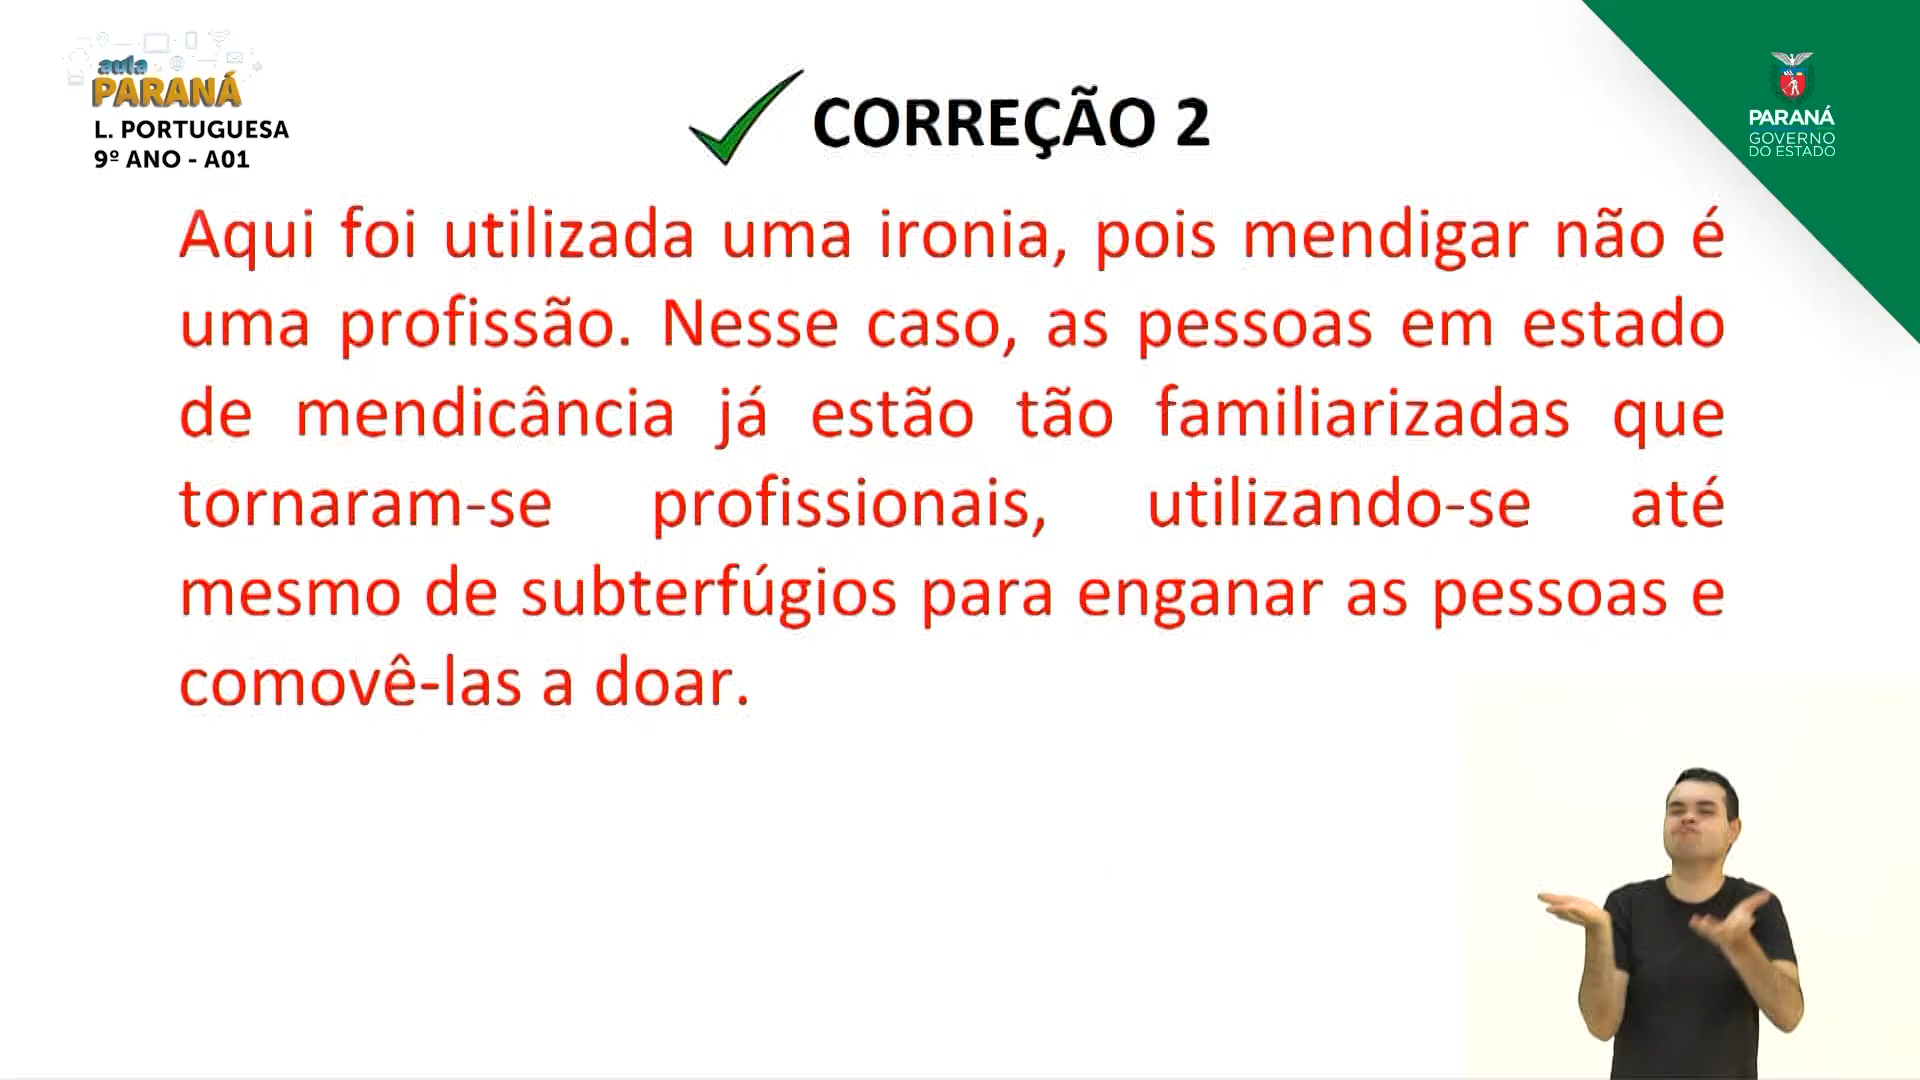 aula
PARANÁ
L. PORTUGUESA
9º ANO - A01
CORREÇÃO 2
PARANÁ
GOVERNO
DO ESTADO
Aqui foi utilizada uma ironia, pois mendigar não é
uma profissão. Nesse caso, as pessoas em estado
de mendicância já estão tão familiarizadas que
tornaram-se profissionais, utilizando-se até
mesmo de subterfúgios para enganar as pessoas e
comovê-las a doar.